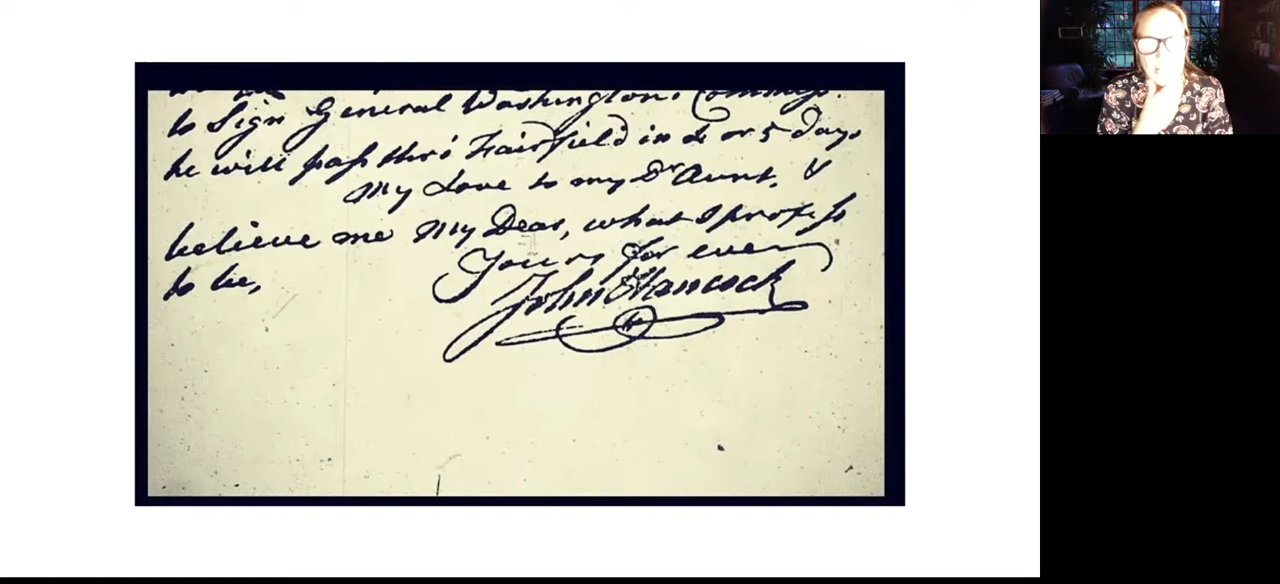 to Sign General Washington's Commiss.
he will pass thro' Fairfield in 4 or 5 days
My Love to my Dr Aunt, &
believe me My Dear, what I profess
to be,
Yours for ever
John Hancock